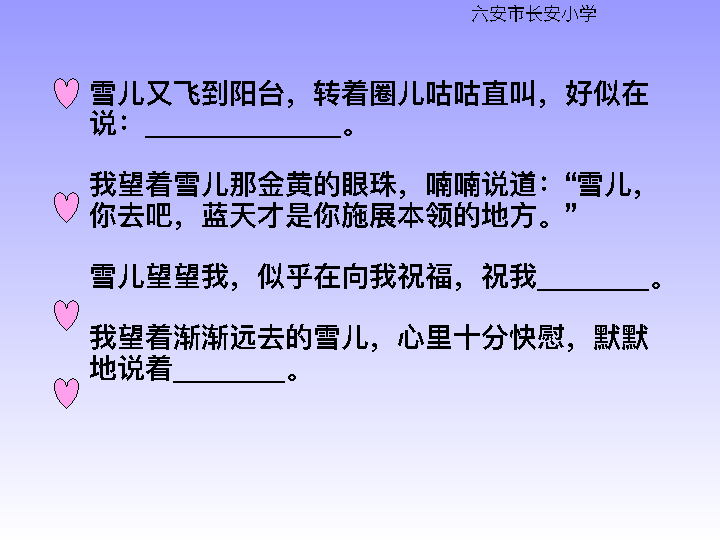 六安市长安小学
雪儿又飞到阳台，转着圈儿咕咕直叫，好似在
说：______________。
我望着雪儿那金黄的眼珠，喃喃说道：“雪儿，
你去吧，蓝天才是你施展本领的地方。”
雪儿望望我，似乎在向我祝福，祝我________。
我望着渐渐远去的雪儿，心里十分快慰，默默
地说着________。